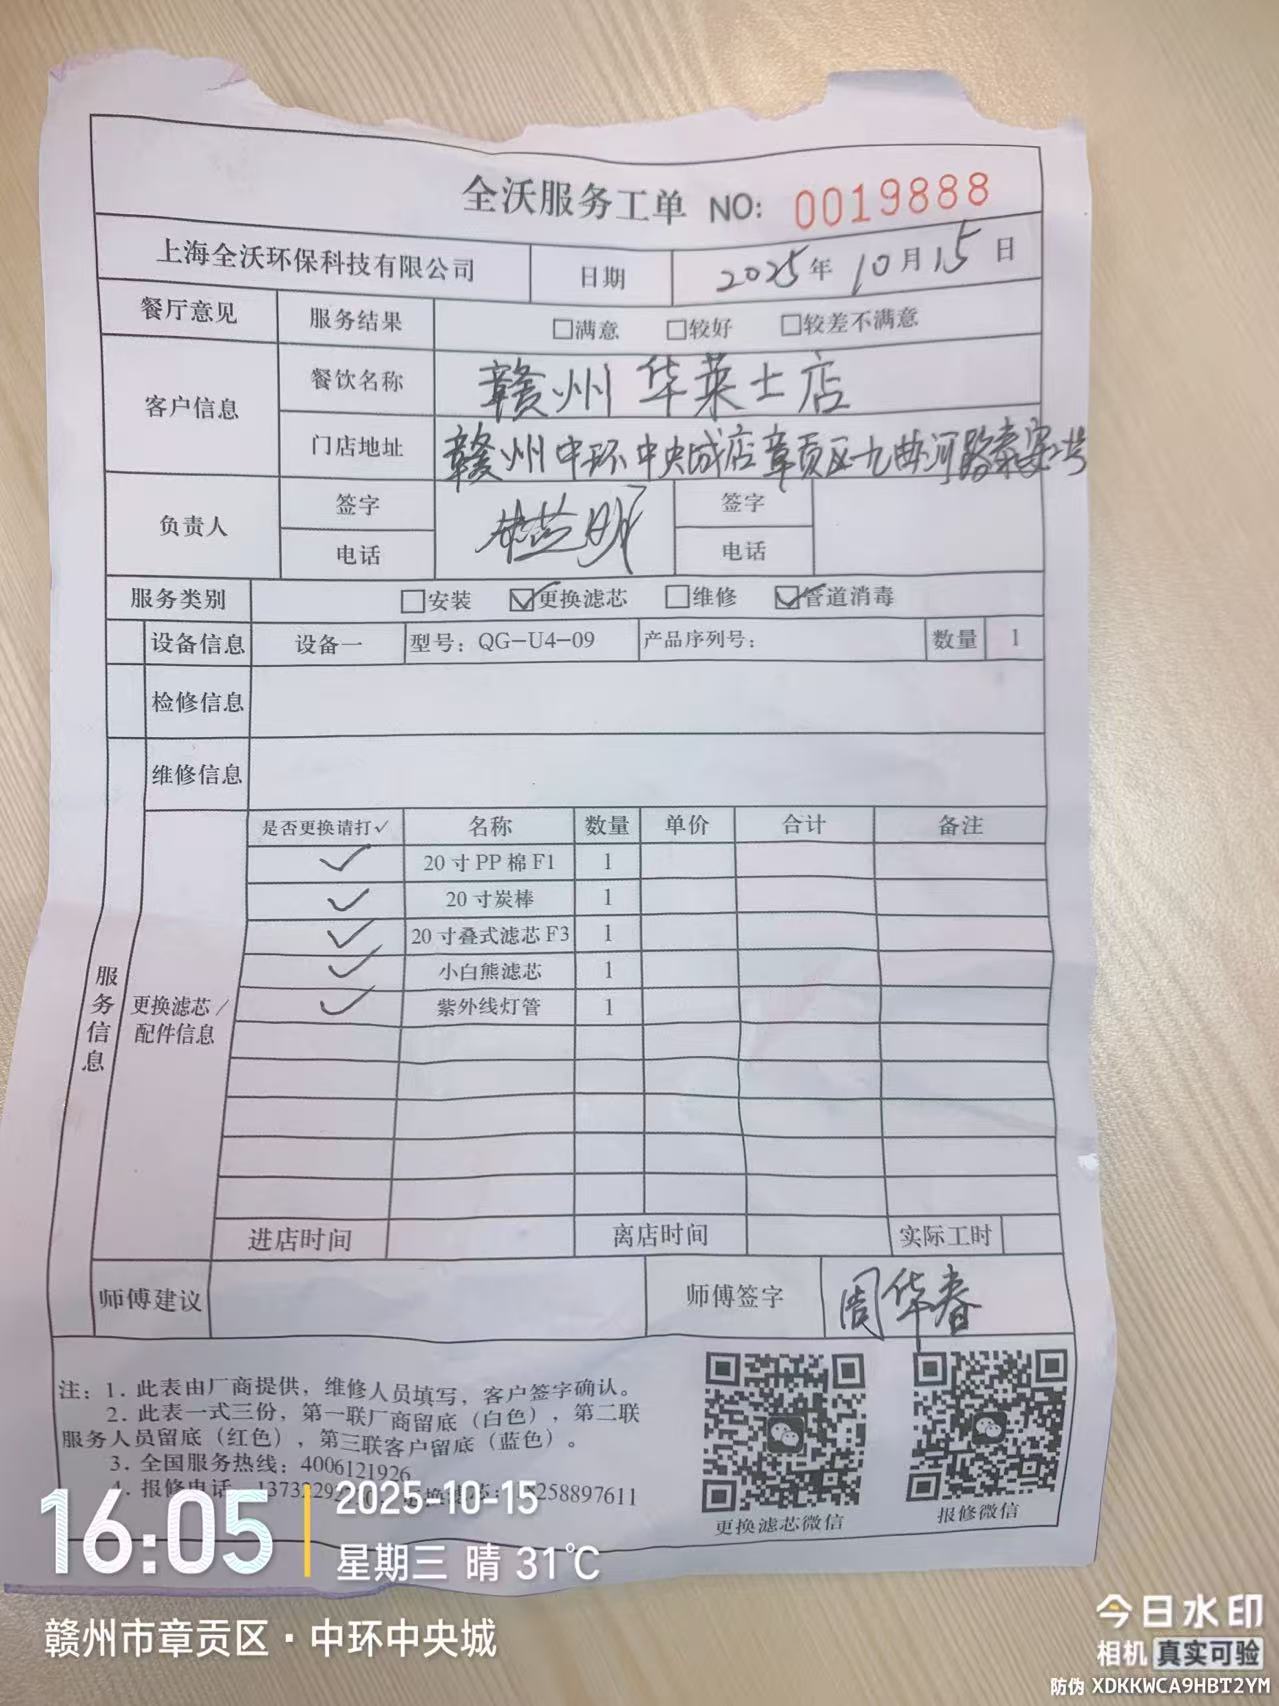 全沃服务工单 NO: 0019888
上海全沃环保科技有限公司 日期 2025年10月15日
餐厅意见 服务结果 □满意 □较好 □较差不满意
客户信息 餐饮名称 赣州华莱士店
门店地址 赣州中环中央城店章贡区九曲河路泰安2号
负责人 签字 签字
电话 电话
服务类别 □安装 ☑更换滤芯 □维修 ☑管道消毒
设备信息 设备一 型号：QG-U4-09 产品序列号： 数量 1
检修信息
维修信息
服务信息
更换滤芯/配件信息
是否更换请打✓ 名称 数量 单价 合计 备注
✓ 20寸PP棉F1 1
✓ 20寸炭棒 1
✓ 20寸叠式滤芯F3 1
✓ 小白熊滤芯 1
✓ 紫外线灯管 1
进店时间 离店时间 实际工时
师傅建议 师傅签字 周华春
注：1. 此表由厂商提供，维修人员填写，客户签字确认。
2. 此表一式三份，第一联厂商留底（白色），第二联
服务人员留底（红色），第三联客户留底（蓝色）。
3. 全国服务热线：4006121926
4. 报修电话 258897611
更换滤芯微信 报修微信
16:05 2025-10-15
星期三 晴 31℃
赣州市章贡区·中环中央城
今日水印
相机 真实可验
防伪 XDKKWCA9HBT2YM